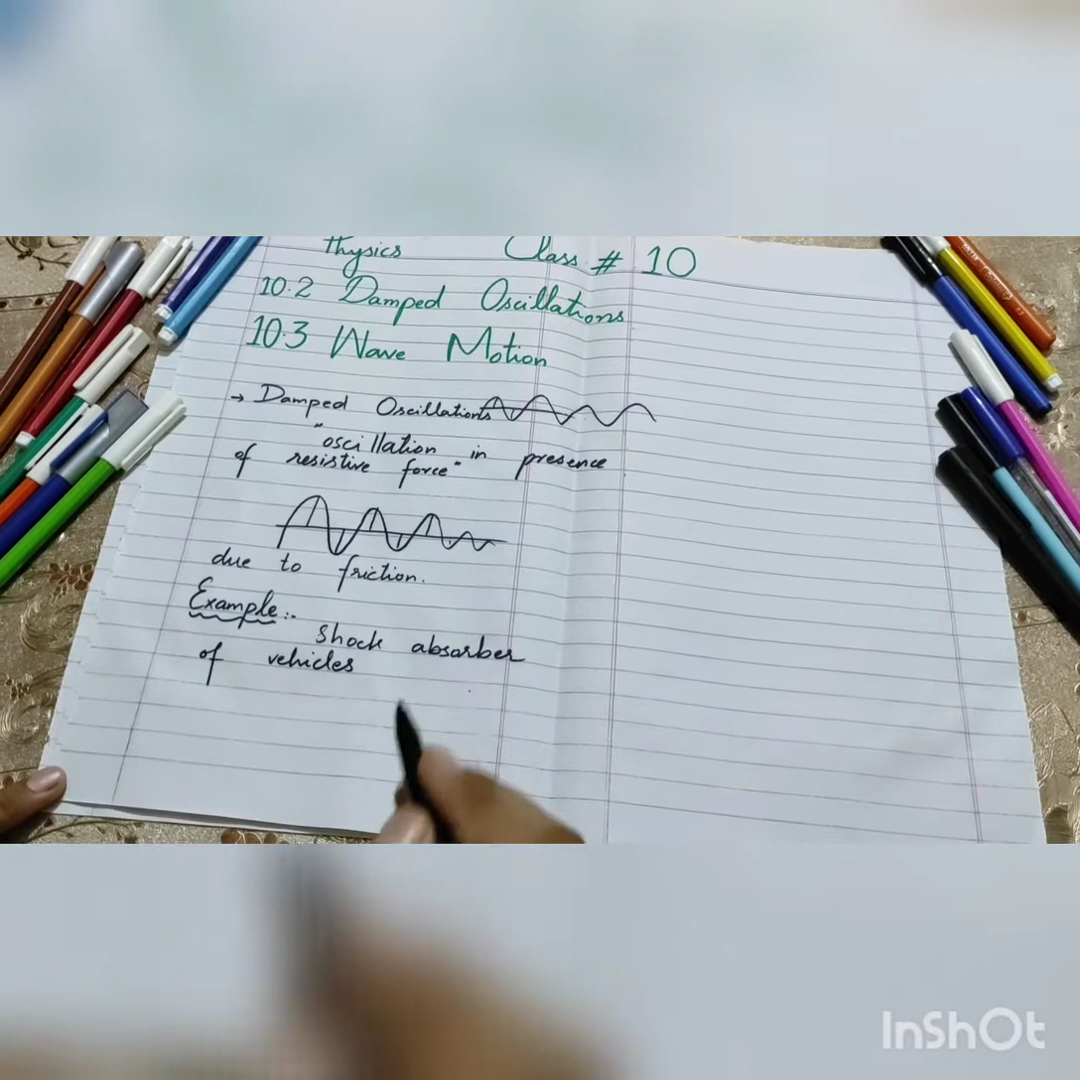 Physics Class # 10
10.2 Damped Oscillations
10.3 Wave Motion
→ Damped Oscillations
"oscillation in presence
of resistive force"
due to friction.
Example:-
shock absorber
of vehicles
InShOt